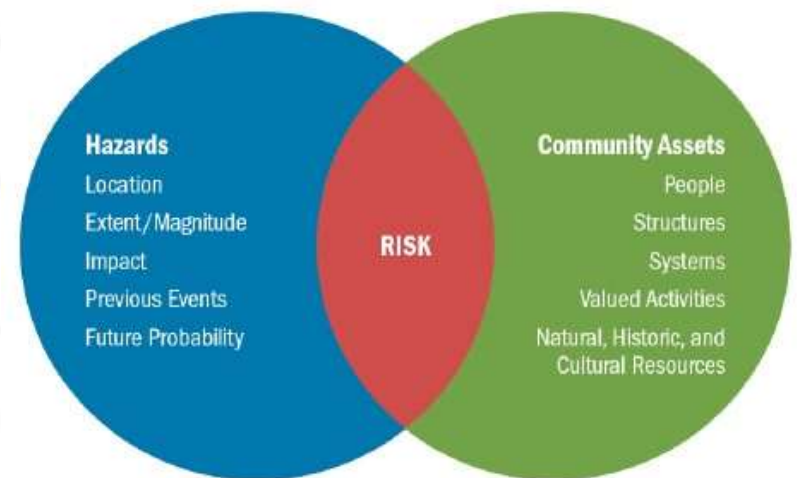 Hazards
Location
Extent/Magnitude
Impact
Previous Events
Future Probability
RISK
Community Assets
People
Structures
Systems
Valued Activities
Natural, Historic, and
Cultural Resources